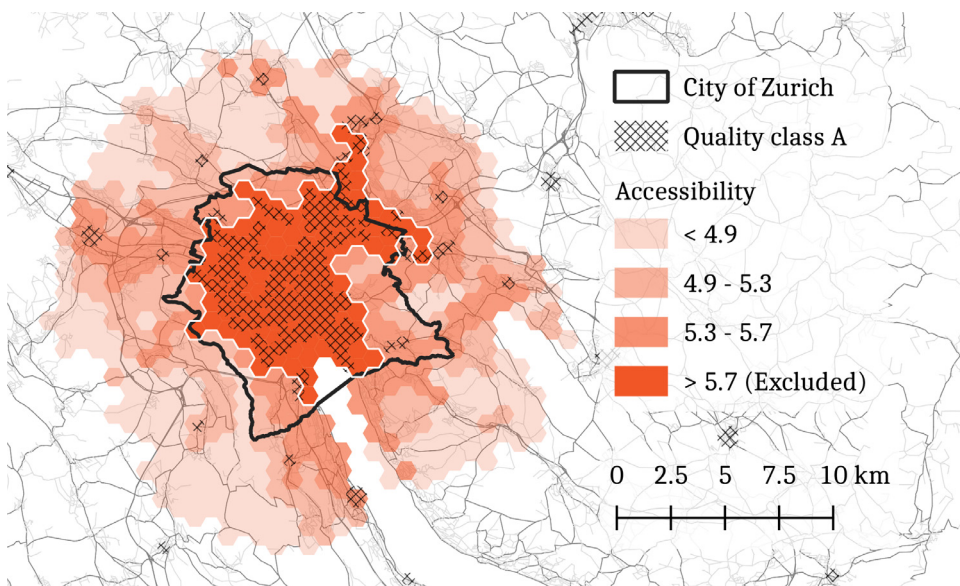 City of Zurich
Quality class A
Accessibility
< 4.9
4.9 - 5.3
5.3 - 5.7
> 5.7 (Excluded)
0 2.5 5 7.5 10 km